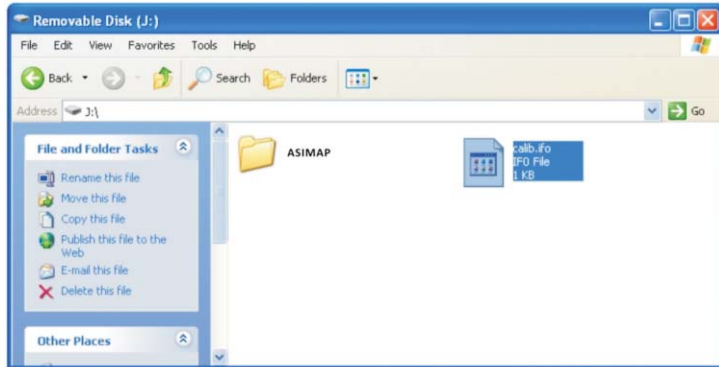 Removable Disk (J:)
File Edit View Favorites Tools Help
Back Search Folders
Address J:\ Go
File and Folder Tasks
Rename this file
Move this file
Copy this file
Publish this file to the
Web
E-mail this file
Delete this file
Other Places
ASIMAP
calib.ifo
IFO File
1 KB